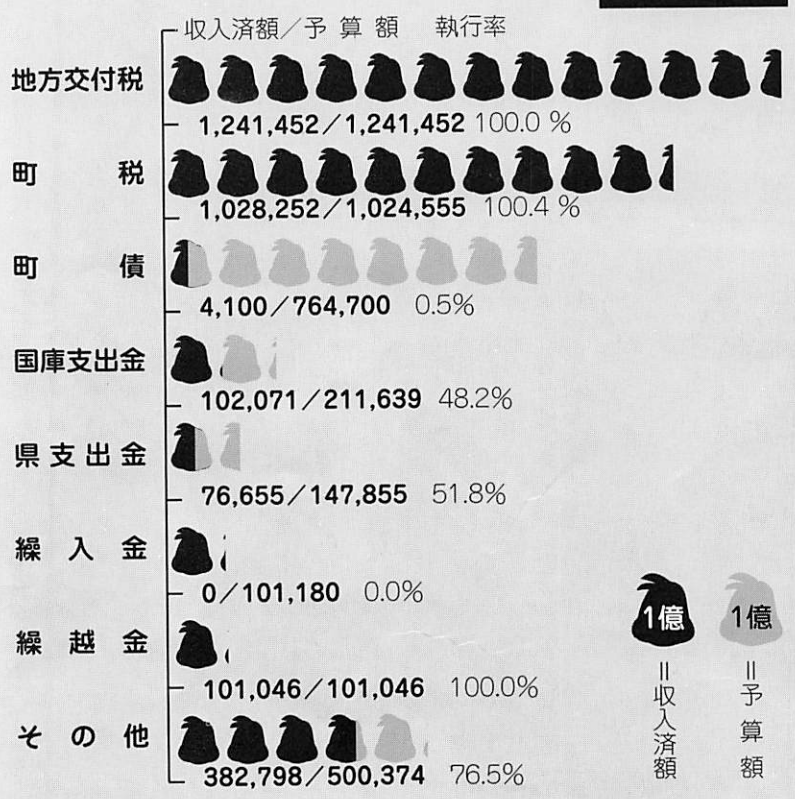 収入済額／予算額 執行率
地方交付税
1,241,452／1,241,452 100.0 %
町税
1,028,252／1,024,555 100.4 %
町債
4,100／764,700 0.5%
国庫支出金
102,071／211,639 48.2%
県支出金
76,655／147,855 51.8%
繰入金
0／101,180 0.0%
繰越金
101,046／101,046 100.0%
その他
382,798／500,374 76.5%
1億＝収入済額
1億＝予算額